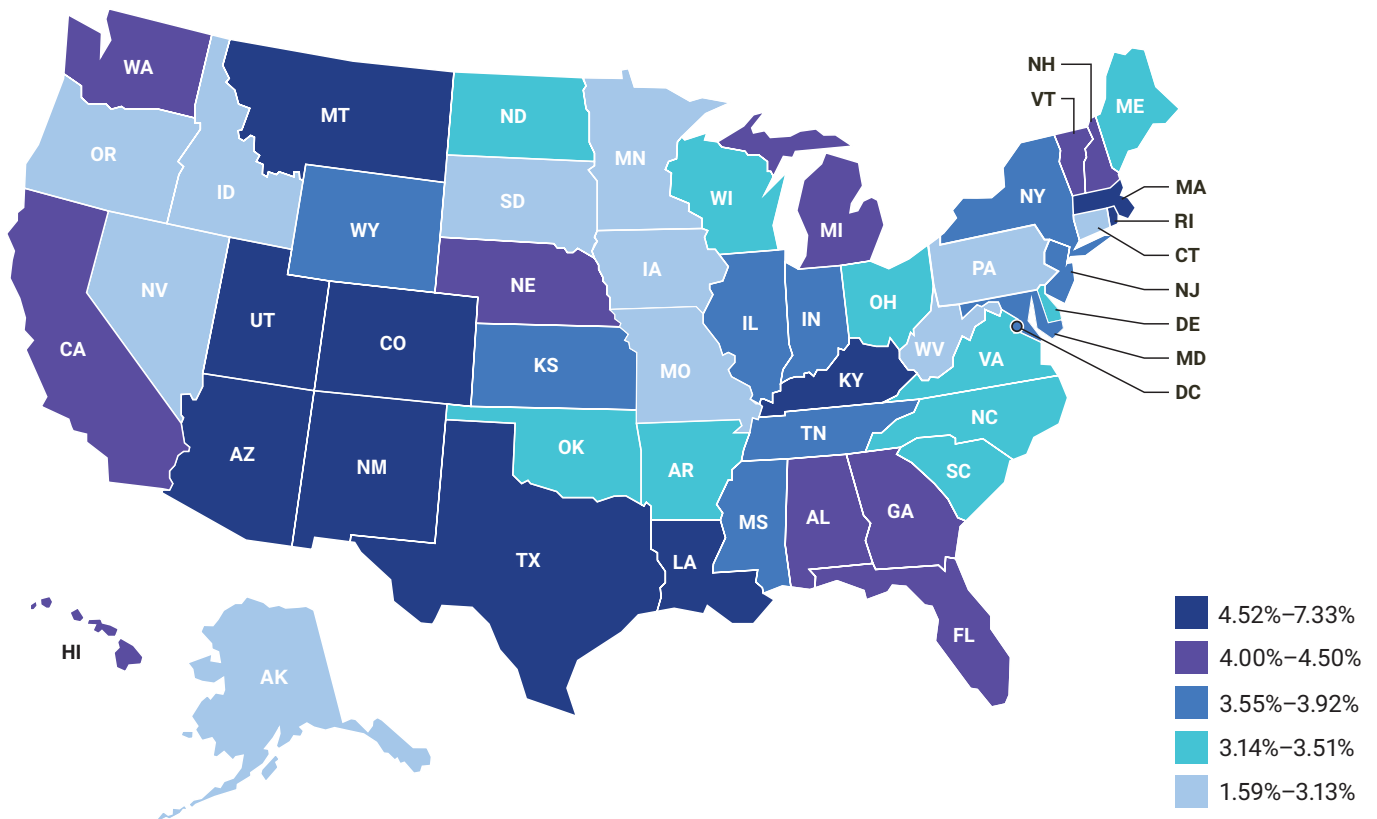 NH
WA
VT
ME
MT
ND
OR
MN
ID
SD
WI
NY
MA
RI
WY
MI
CT
IA
PA
NE
NV
NJ
OH
UT
IL
IN
DE
CO
CA
WV
MD
VA
KS
MO
KY
DC
NC
TN
OK
AZ
NM
AR
SC
GA
AL
MS
TX
LA
4.52%–7.33%
FL
HI
4.00%–4.50%
AK
3.55%–3.92%
3.14%–3.51%
1.59%–3.13%